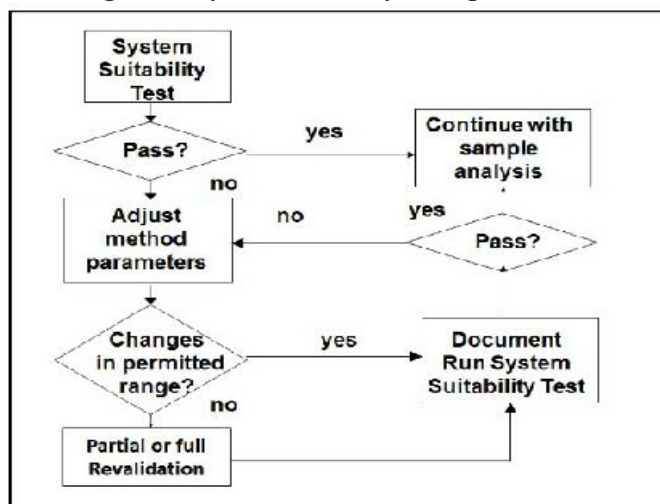 System
Suitability
Test
Pass?
yes
Continue with
sample
analysis
no
Adjust
method
parameters
no
yes
Pass?
Changes
in permitted
range?
yes
Document
Run System
Suitability Test
no
Partial or full
Revalidation